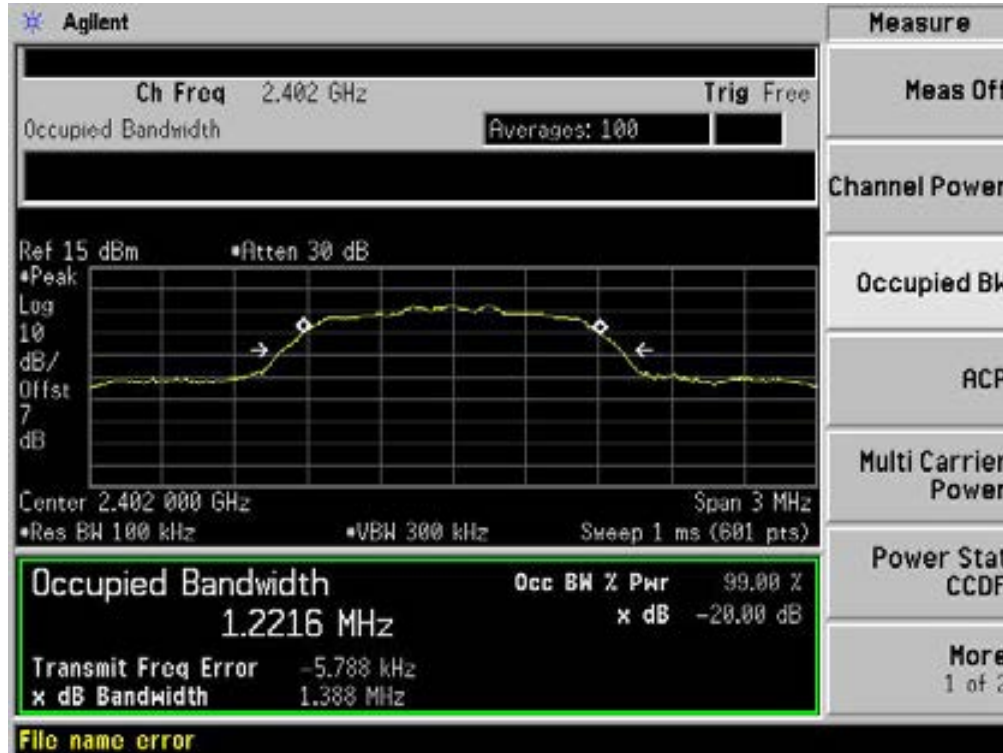 Agilent
Measure
Ch Freq 2.402 GHz Trig Free
Occupied Bandwidth Averages: 100
Meas Off
Channel Power
Occupied B
ACP
Multi Carrier
Power
Power Stat
CCDF
More
1 of
Ref 15 dBm Atten 30 dB
Peak
Log
10
dB/
Offst
7
dB
Center 2.402 000 GHz Span 3 MHz
Res BW 100 kHz VBW 300 kHz Sweep 1 ms (601 pts)
Occupied Bandwidth
1.2216 MHz
Occ BW % Pwr 99.00 %
x dB -20.00 dB
Transmit Freq Error -5.788 kHz
x dB Bandwidth 1.388 MHz
File name error